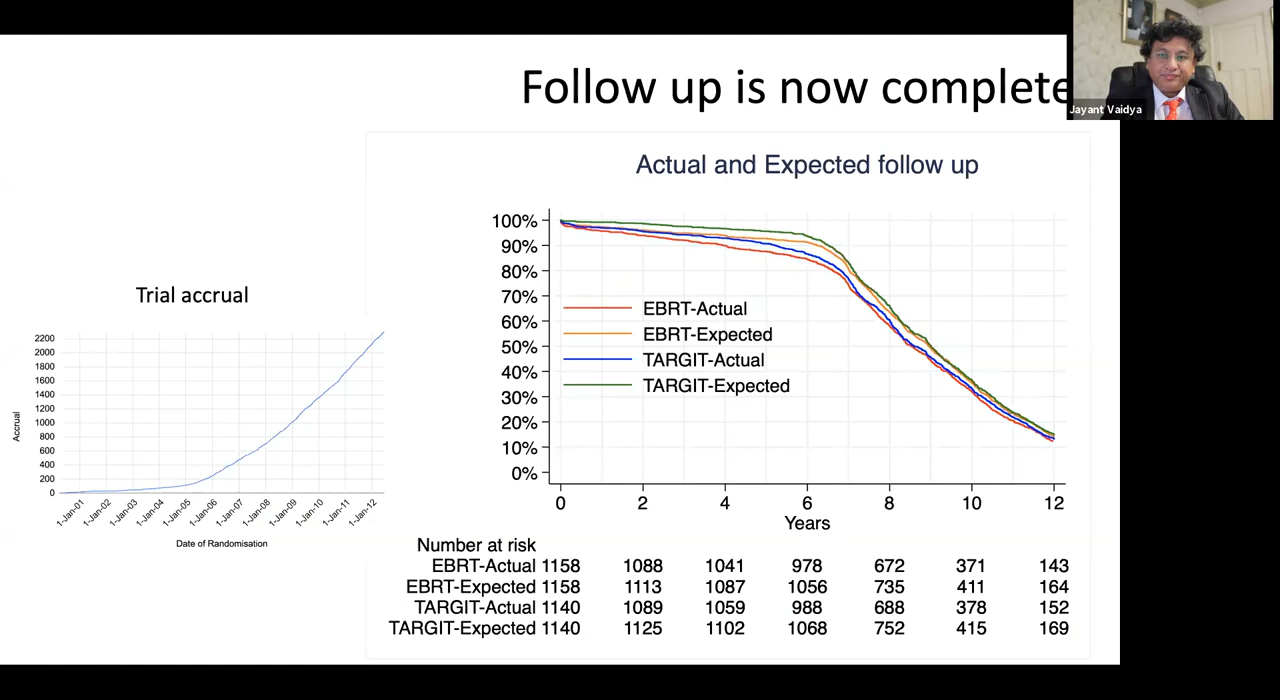 Follow up is now complete
Jayant Vaidya
Actual and Expected follow up
100%
90%
80%
70%
60%
50%
40%
30%
20%
10%
0%
EBRT-Actual
EBRT-Expected
TARGIT-Actual
TARGIT-Expected
0 2 4 6 8 10 12
Years
Number at risk
EBRT-Actual 1158 1088 1041 978 672 371 143
EBRT-Expected 1158 1113 1087 1056 735 411 164
TARGIT-Actual 1140 1089 1059 988 688 378 152
TARGIT-Expected 1140 1125 1102 1068 752 415 169
Trial accrual
2200
2000
1800
1600
1400
1200
1000
800
600
400
200
0
Accrual
1-Jan-01 1-Jan-02 1-Jan-03 1-Jan-04 1-Jan-05 1-Jan-06 1-Jan-07 1-Jan-08 1-Jan-09 1-Jan-10 1-Jan-11 1-Jan-12
Date of Randomisation